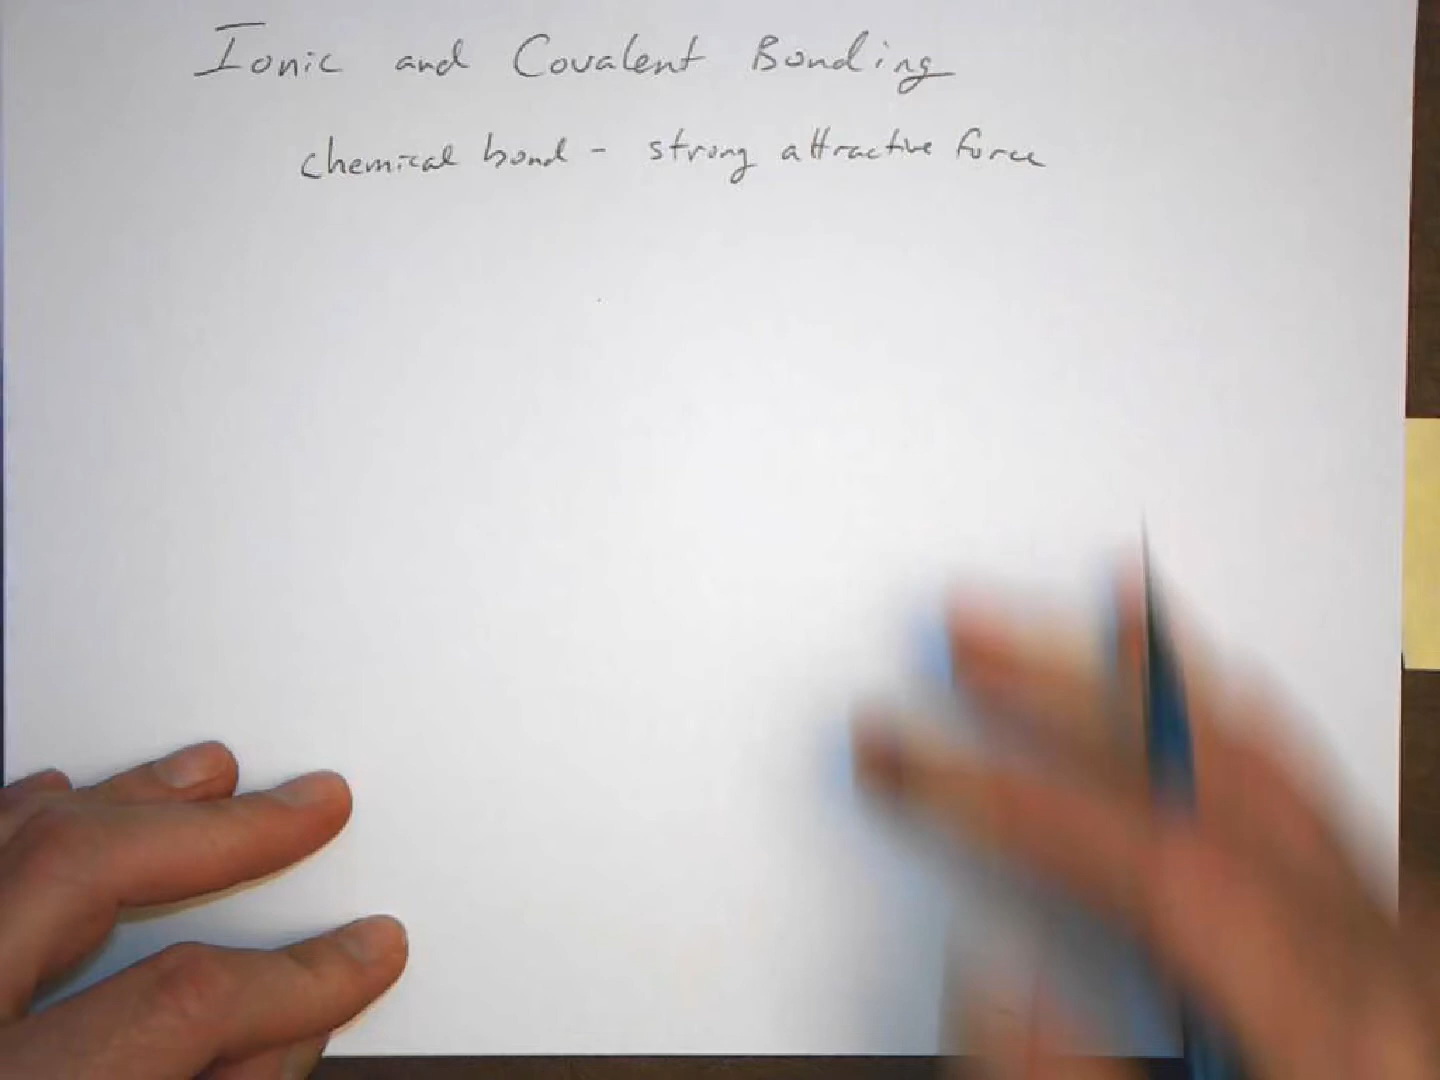 Ionic and Covalent Bonding
chemical bond - strong attractive force